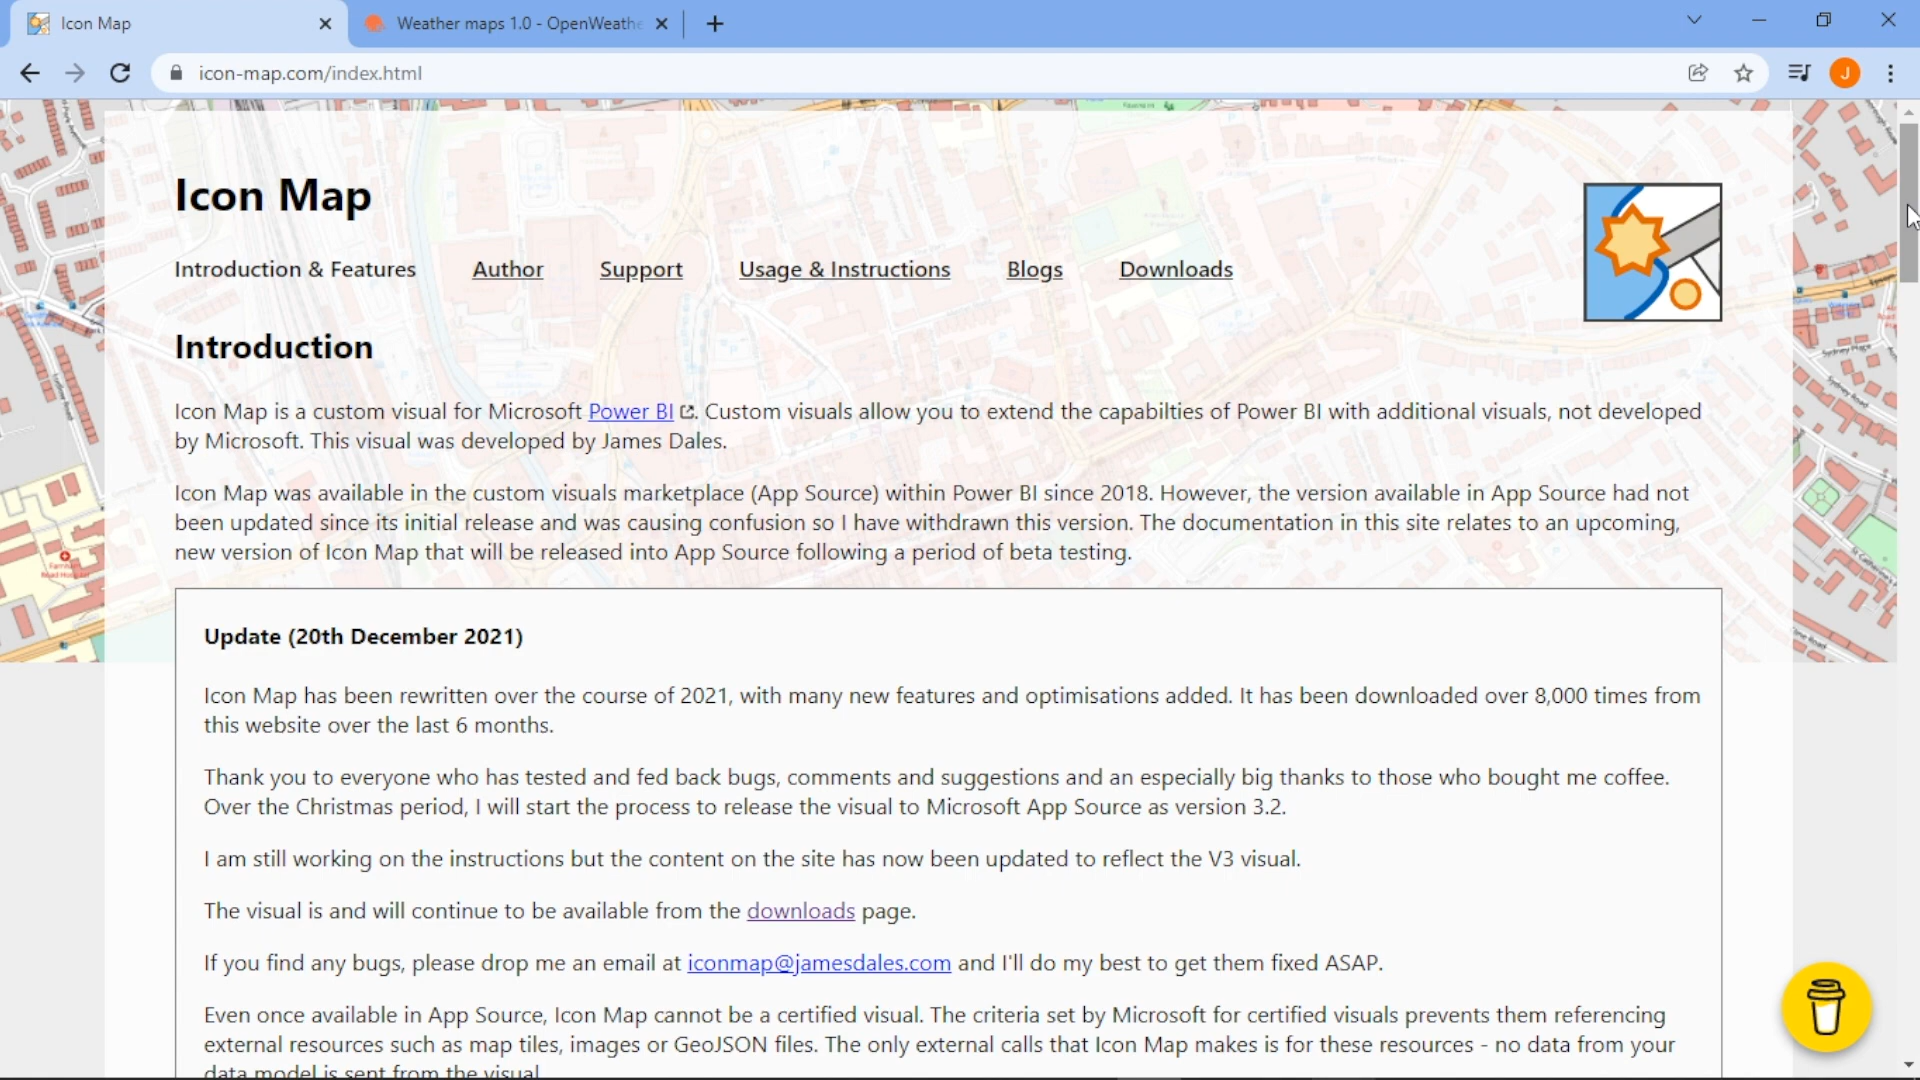 Icon Map
Weather maps 1.0 - OpenWeathe
icon-map.com/index.html
J
Icon Map
Introduction & Features Author Support Usage & Instructions Blogs Downloads
Introduction
Icon Map is a custom visual for Microsoft Power BI. Custom visuals allow you to extend the capabilties of Power BI with additional visuals, not developed
by Microsoft. This visual was developed by James Dales.
Icon Map was available in the custom visuals marketplace (App Source) within Power BI since 2018. However, the version available in App Source had not
been updated since its initial release and was causing confusion so I have withdrawn this version. The documentation in this site relates to an upcoming,
new version of Icon Map that will be released into App Source following a period of beta testing.
Update (20th December 2021)
Icon Map has been rewritten over the course of 2021, with many new features and optimisations added. It has been downloaded over 8,000 times from
this website over the last 6 months.
Thank you to everyone who has tested and fed back bugs, comments and suggestions and an especially big thanks to those who bought me coffee.
Over the Christmas period, I will start the process to release the visual to Microsoft App Source as version 3.2.
I am still working on the instructions but the content on the site has now been updated to reflect the V3 visual.
The visual is and will continue to be available from the downloads page.
If you find any bugs, please drop me an email at iconmap@jamesdales.com and I'll do my best to get them fixed ASAP.
Even once available in App Source, Icon Map cannot be a certified visual. The criteria set by Microsoft for certified visuals prevents them referencing
external resources such as map tiles, images or GeoJSON files. The only external calls that Icon Map makes is for these resources - no data from your
data model is sent from the visual.